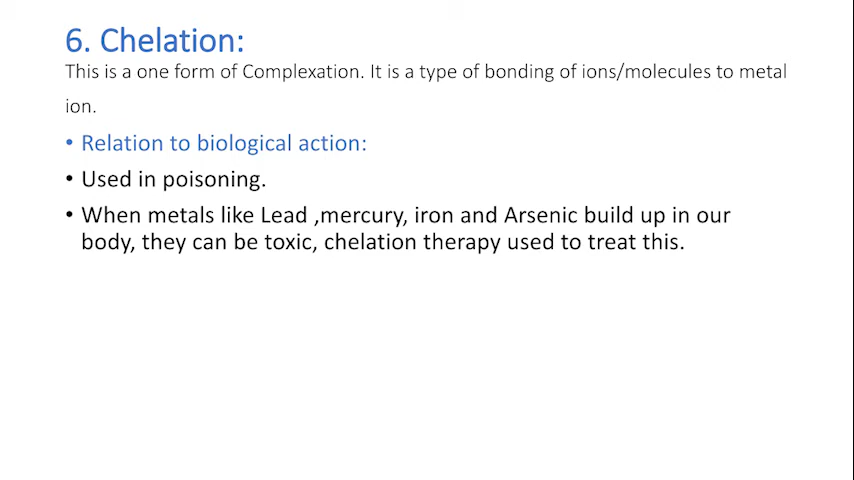 6. Chelation:
This is a one form of Complexation. It is a type of bonding of ions/molecules to metal
ion.
• Relation to biological action:
• Used in poisoning.
• When metals like Lead ,mercury, iron and Arsenic build up in our
body, they can be toxic, chelation therapy used to treat this.